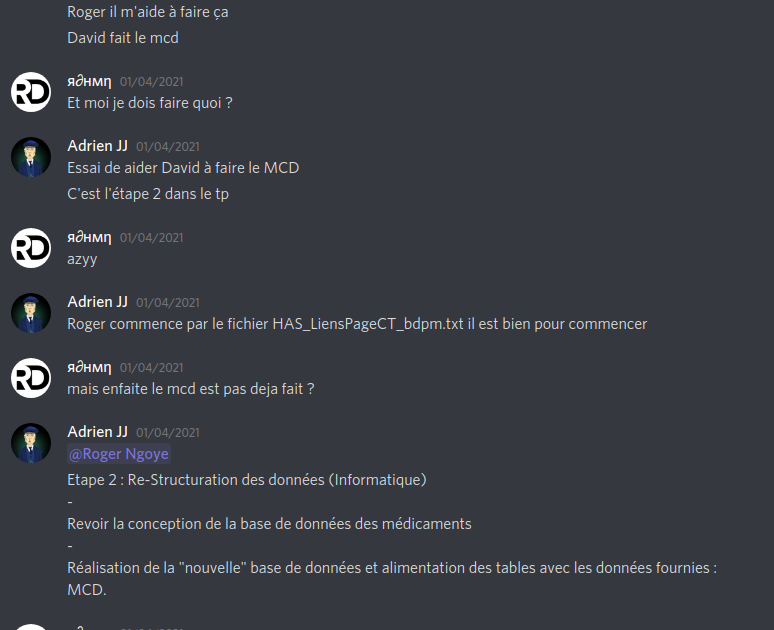 Roger il m'aide à faire ça
David fait le mcd
RD
я∂нмη 01/04/2021
Et moi je dois faire quoi ?
Adrien JJ 01/04/2021
Essai de aider David à faire le MCD
C'est l'étape 2 dans le tp
RD
я∂нмη 01/04/2021
azyy
Adrien JJ 01/04/2021
Roger commence par le fichier HAS_LiensPageCT_bdpm.txt il est bien pour commencer
RD
я∂нмη 01/04/2021
mais enfaite le mcd est pas deja fait ?
Adrien JJ 01/04/2021
@Roger Ngoye
Etape 2 : Re-Structuration des données (Informatique)
-
Revoir la conception de la base de données des médicaments
-
Réalisation de la "nouvelle" base de données et alimentation des tables avec les données fournies :
MCD.